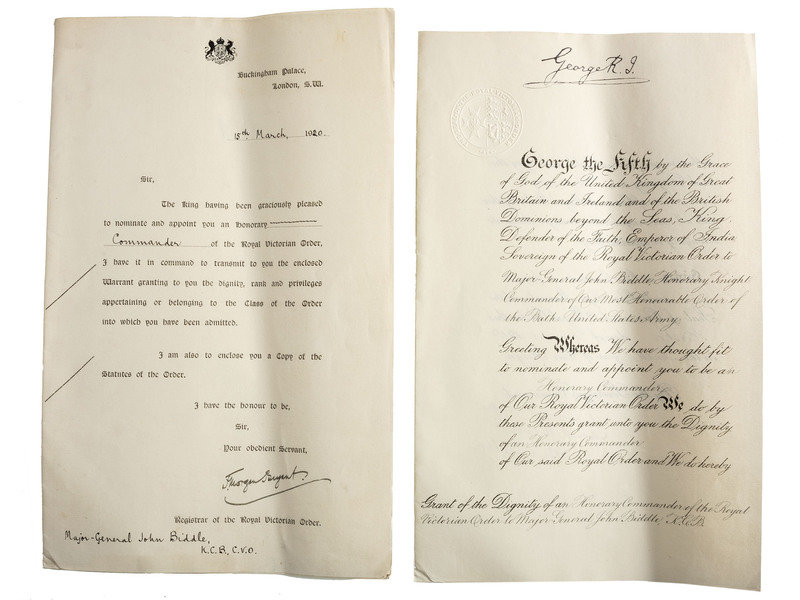 Buckingham Palace,
London, S.W.
15th March, 1920.
Sir,
The King having been graciously pleased
to nominate and appoint you an Honorary
Commander of the Royal Victorian Order,
I have it in command to transmit to you the enclosed
Warrant granting to you the dignity, rank and privileges
appertaining or belonging to the Class of the Order
into which you have been admitted.
I am also to enclose you a Copy of the
Statutes of the Order.
I have the honour to be,
Sir,
Your obedient Servant,
Registrar of the Royal Victorian Order.
Major-General John Biddle,
K.C.B., C.V.O.
George R. I.
George the Fifth by the Grace
of God of the United Kingdom of Great
Britain and Ireland and of the British
Dominions beyond the Seas, King,
Defender of the Faith, Emperor of India
Sovereign of the Royal Victorian Order to
Major-General John Biddle, Honorary Knight
Commander of Our Most Honourable Order of
the Bath United States Army
Greeting Whereas We have thought fit
to nominate and appoint you to be an
Honorary Commander
of Our Royal Victorian Order We do by
these Presents grant unto you the Dignity
of an Honorary Commander
of Our said Royal Order and We do hereby
Grant of the Dignity of an Honorary Commander of the Royal
Victorian Order to Major-General John Biddle, K.C.B.